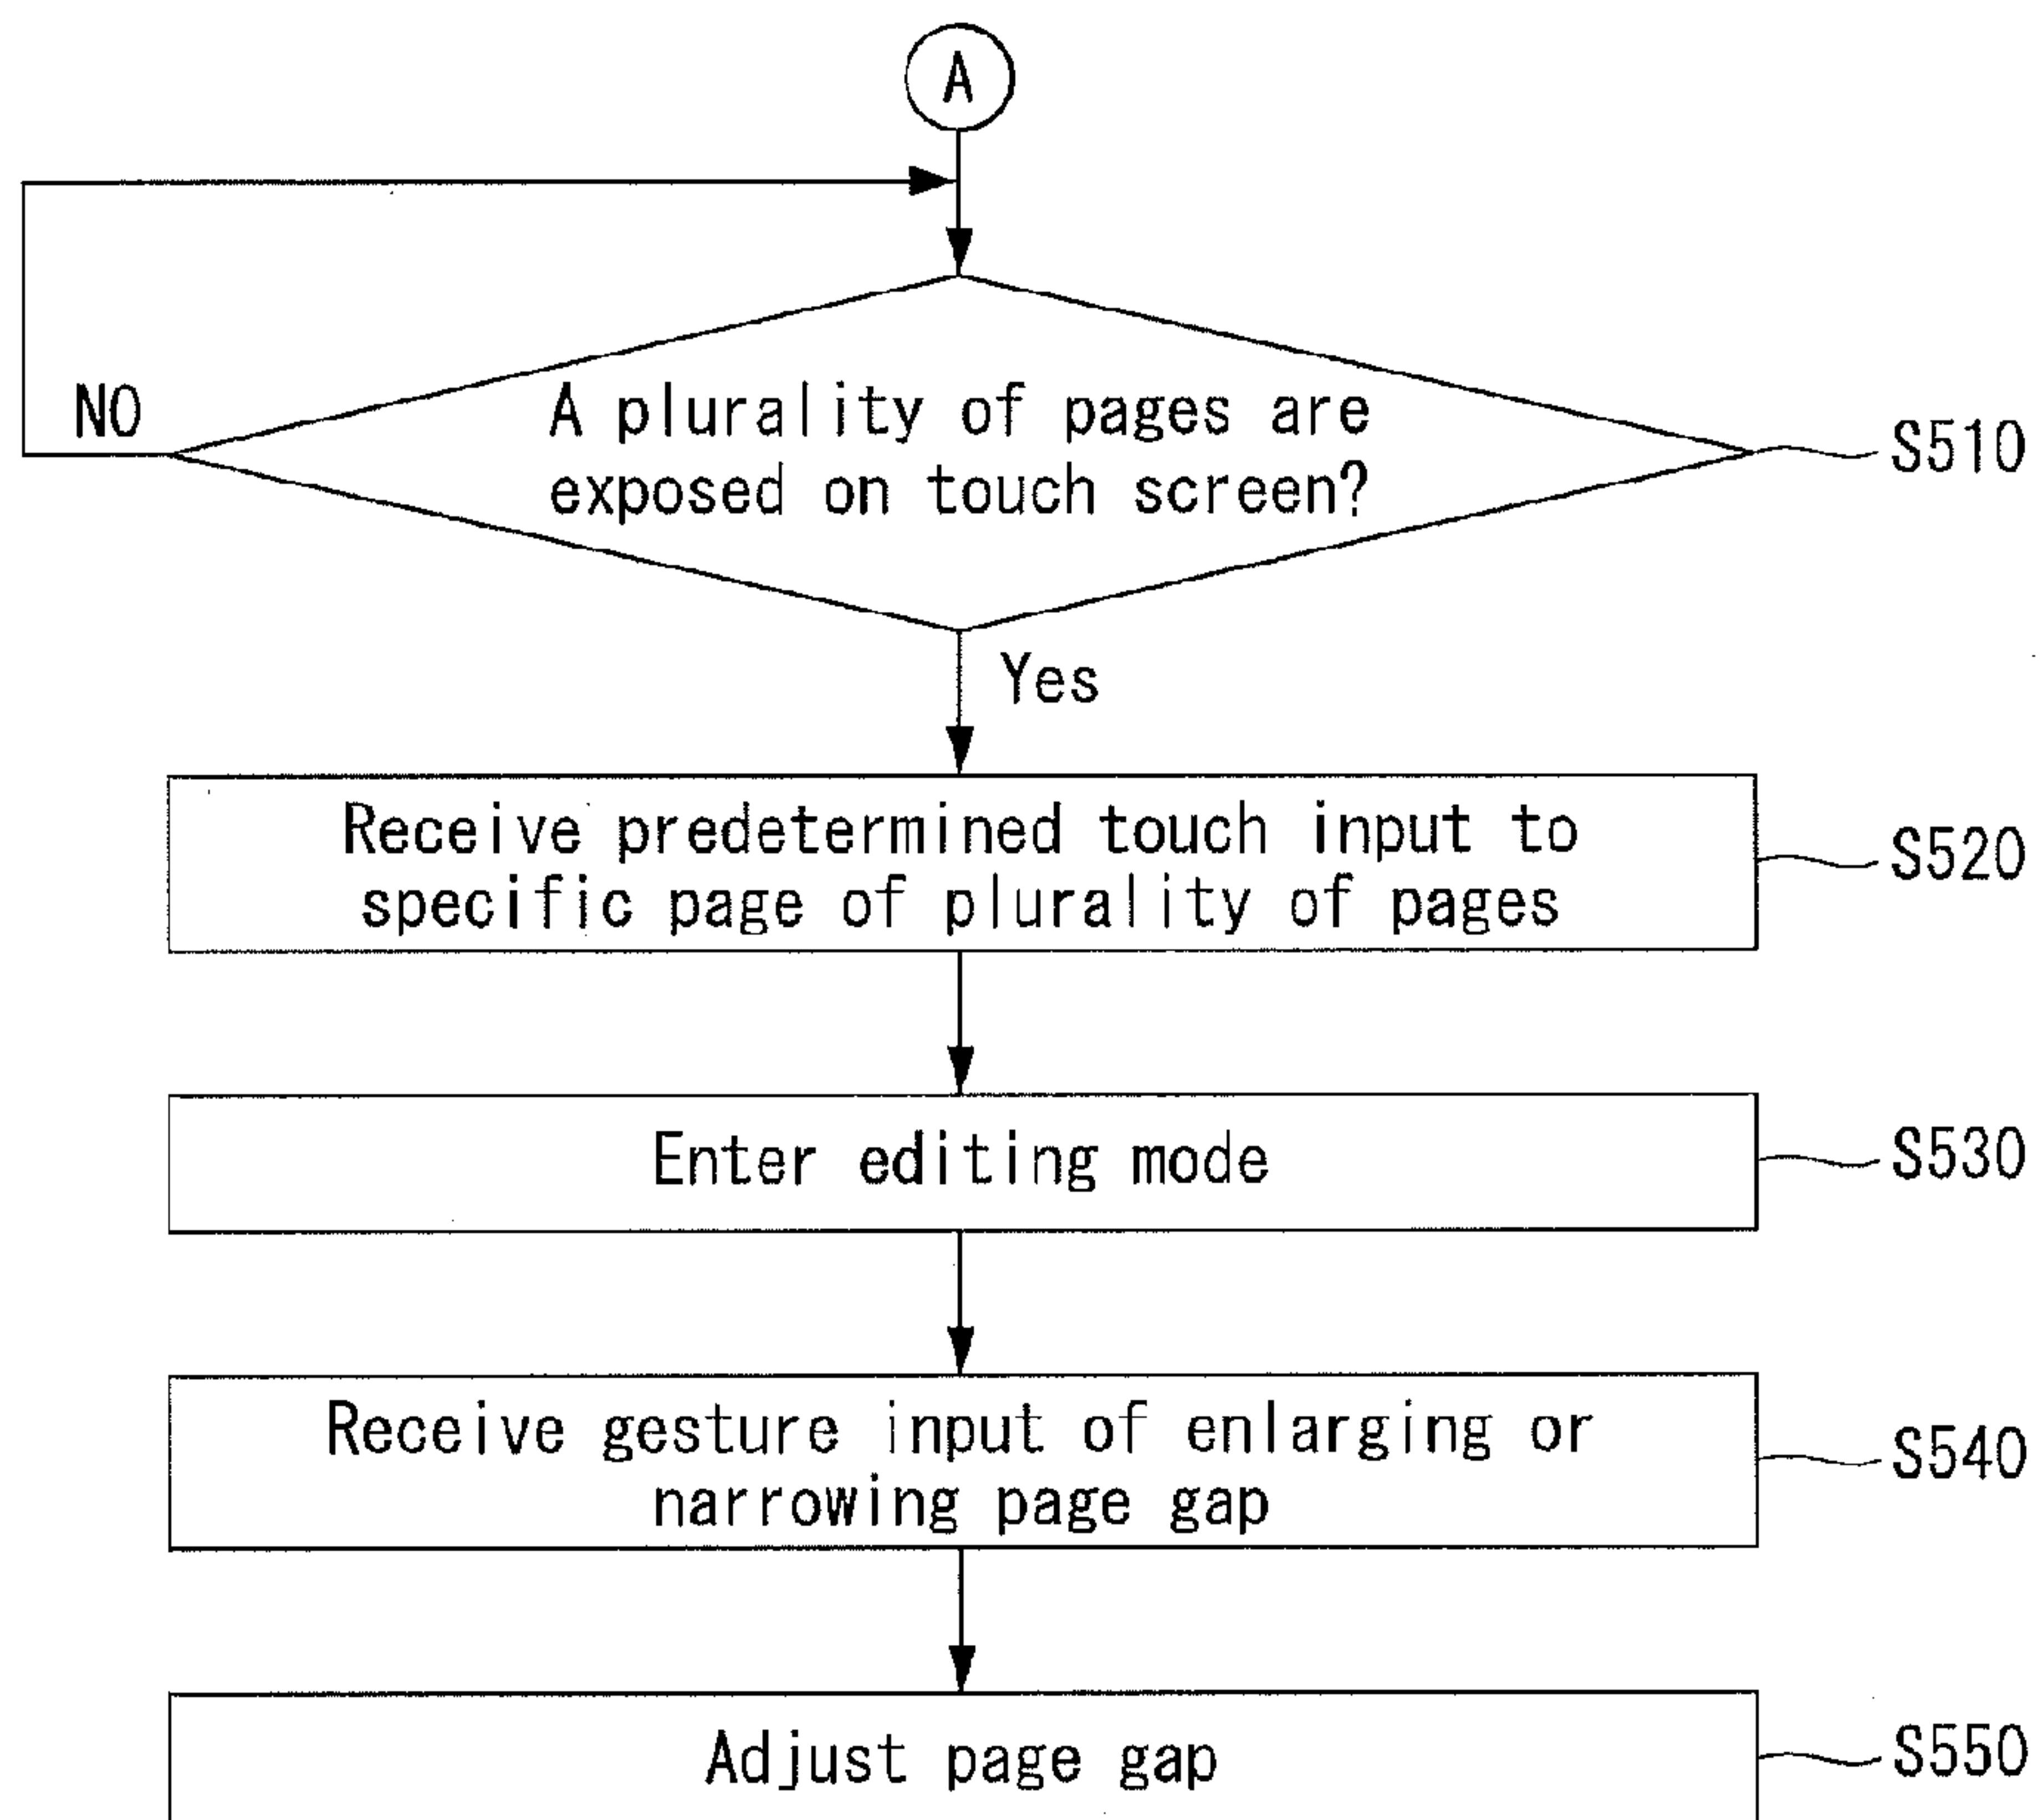 A
NO
A plurality of pages are
exposed on touch screen?
S510
Yes
Receive predetermined touch input to
specific page of plurality of pages
S520
Enter editing mode
S530
Receive gesture input of enlarging or
narrowing page gap
S540
Adjust page gap
S550